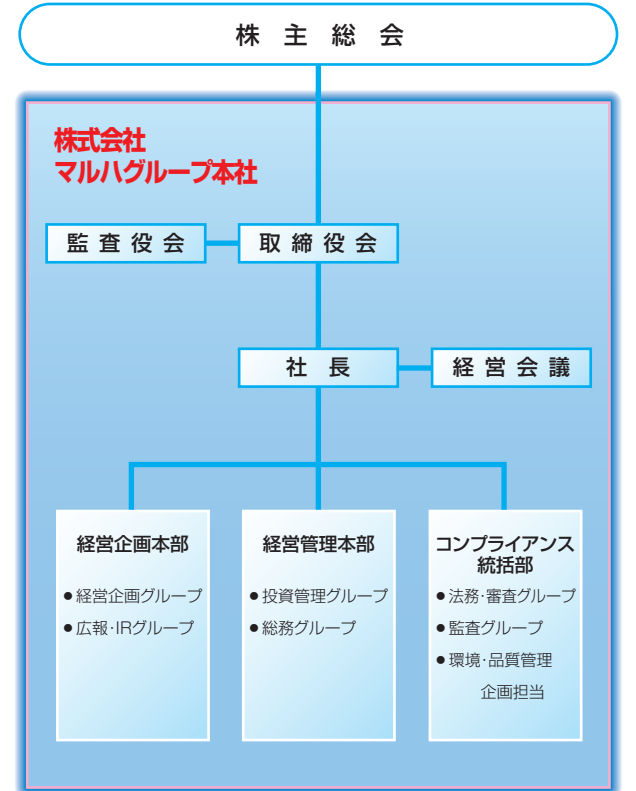 株主総会
株式会社
マルハグループ本社
監査役会
取締役会
社長
経営会議
経営企画本部
●経営企画グループ
●広報・IRグループ
経営管理本部
●投資管理グループ
●総務グループ
コンプライアンス
統括部
●法務・審査グループ
●監査グループ
●環境・品質管理
企画担当